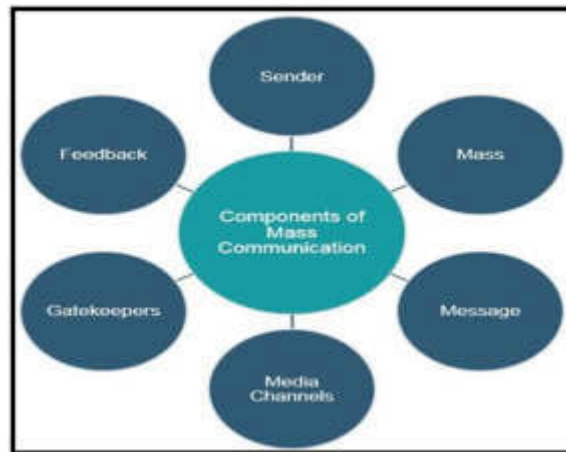 Sender
Feedback
Mass
Components of
Mass
Communication
Gatekeepers
Message
Media
Channels